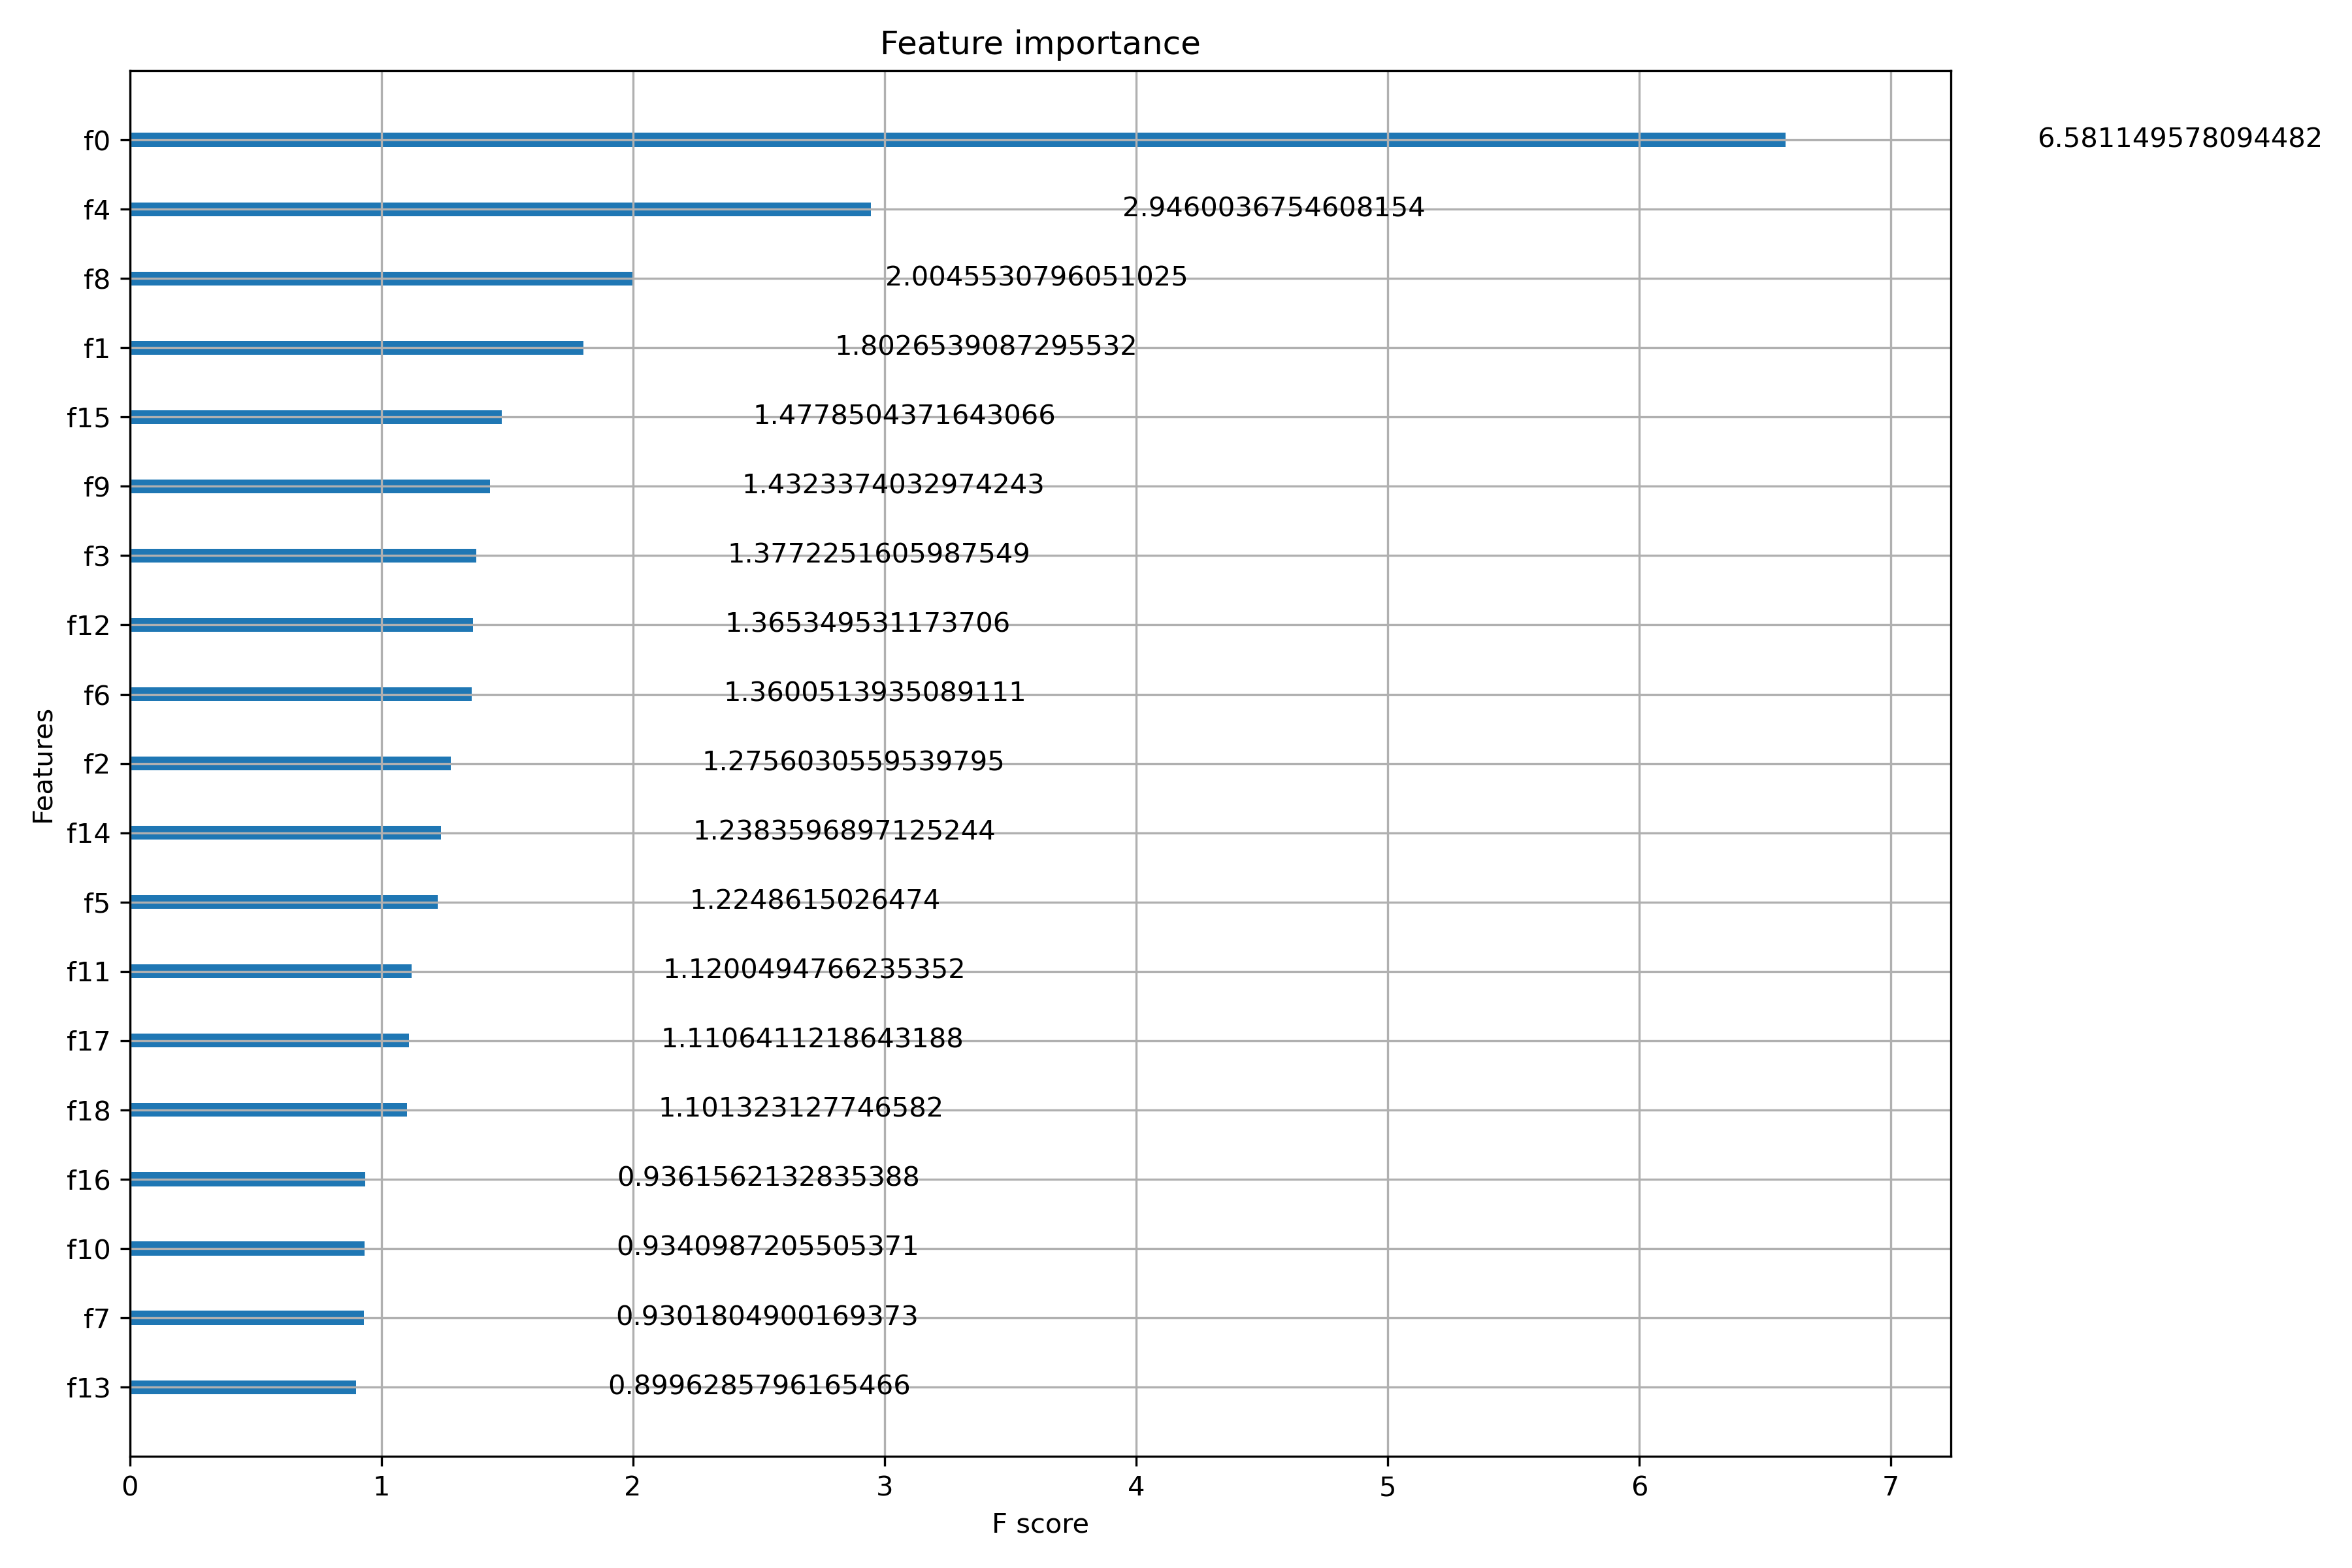 Feature importance
f0 6.581149578094482
f4 2.9460036754608154
f8 2.0045530796051025
f1 1.8026539087295532
f15 1.4778504371643066
f9 1.4323374032974243
f3 1.3772251605987549
f12 1.365349531173706
f6 1.3600513935089111
f2 1.2756030559539795
f14 1.2383596897125244
f5 1.2248615026474
f11 1.1200494766235352
f17 1.1106411218643188
f18 1.101323127746582
f16 0.9361562132835388
f10 0.9340987205505371
f7 0.9301804900169373
f13 0.8996285796165466
Features
0 1 2 3 4 5 6 7
F score